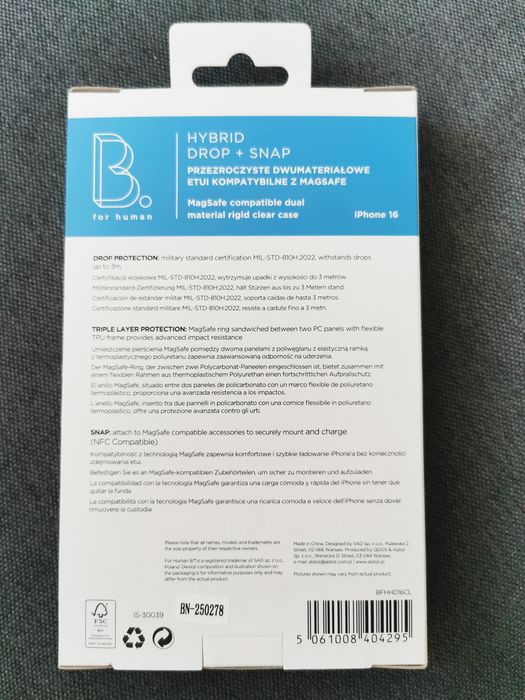 B.
for human
HYBRID
DROP + SNAP
PRZEZROCZYSTE DWUMATERIAŁOWE
ETUI KOMPATYBILNE Z MAGSAFE
MagSafe compatible dual
material rigid clear case
iPhone 16
DROP PROTECTION: military standard certification MIL-STD-810H:2022, withstands drops
up to 3m.
Certyfikacja wojskowa MIL-STD-810H:2022, wytrzymuje upadki z wysokości do 3 metrów.
Militärstandard-Zertifizierung MIL-STD-810H:2022, hält Stürzen aus bis zu 3 Metern stand.
Certificación de estándar militar MIL-STD-810H:2022, soporta caídas de hasta 3 metros.
Certificazione standard militare MIL-STD-810H:2022, resiste a cadute fino a 3 metri.
TRIPLE LAYER PROTECTION: MagSafe ring sandwiched between two PC panels with flexible
TPU frame provides advanced impact resistance
Umieszczenie pierścieni MagSafe pomiędzy dwoma panelami z poliwęglanu z elastyczną ramką
z termoplastycznego poliuretanu zapewnia zaawansowaną odporność na uderzenia.
Der MagSafe-Ring, der zwischen zwei Polycarbonat-Paneelen eingeschlossen ist, bietet zusammen mit
einem flexiblen Rahmen aus thermoplastischem Polyurethan einen fortschrittlichen Aufprallschutz.
El anillo MagSafe, situado entre dos paneles de policarbonato con un marco flexible de poliuretano
termoplástico, proporciona una avanzada resistencia a los impactos.
L'anello MagSafe, inserito tra due pannelli in policarbonato con una cornice flessibile in poliuretano
termoplastico, offre una protezione avanzata contro gli urti.
SNAP: attach to MagSafe compatible accessories to securely mount and charge
(NFC Compatible)
Kompatybilność z technologią MagSafe zapewnia komfortowe i szybkie ładowanie iPhone'a bez konieczności
zdejmowania etui.
Befestigen Sie es an MagSafe-kompatiblen Zubehörteilen, um sicher zu montieren und aufzuladen.
La compatibilidad con la tecnología MagSafe garantiza una carga cómoda y rápida del iPhone sin tener que
quitar la funda.
La compatibilità con la tecnologia MagSafe garantisce una ricarica comoda e veloce dell'iPhone senza dover
rimuovere la custodia.
Please note that all names, models and trademarks are
the sole property of their respective owners.
For Human B.® is a registered trademark of SAD sp. z o.o.,
Poland. Device composition and illustration shown on
the packaging is for informative purposes only and may
differ from the actual product.
Made in China. Designed by SAD Sp. z o.o., Puławska 2
Street, 02-566 Warsaw. Produced by QDOS & Alstor
Sp. z o.o., Wenecka 12 Street, 03-244 Warsaw.
e-mail: alstor@alstor.com.pl | www.alstor.com.pl
Pictures shown may vary from actual product.
BFHHD16CL
FSC
MIX
iS-30039
BN-250278
5 061008 404295